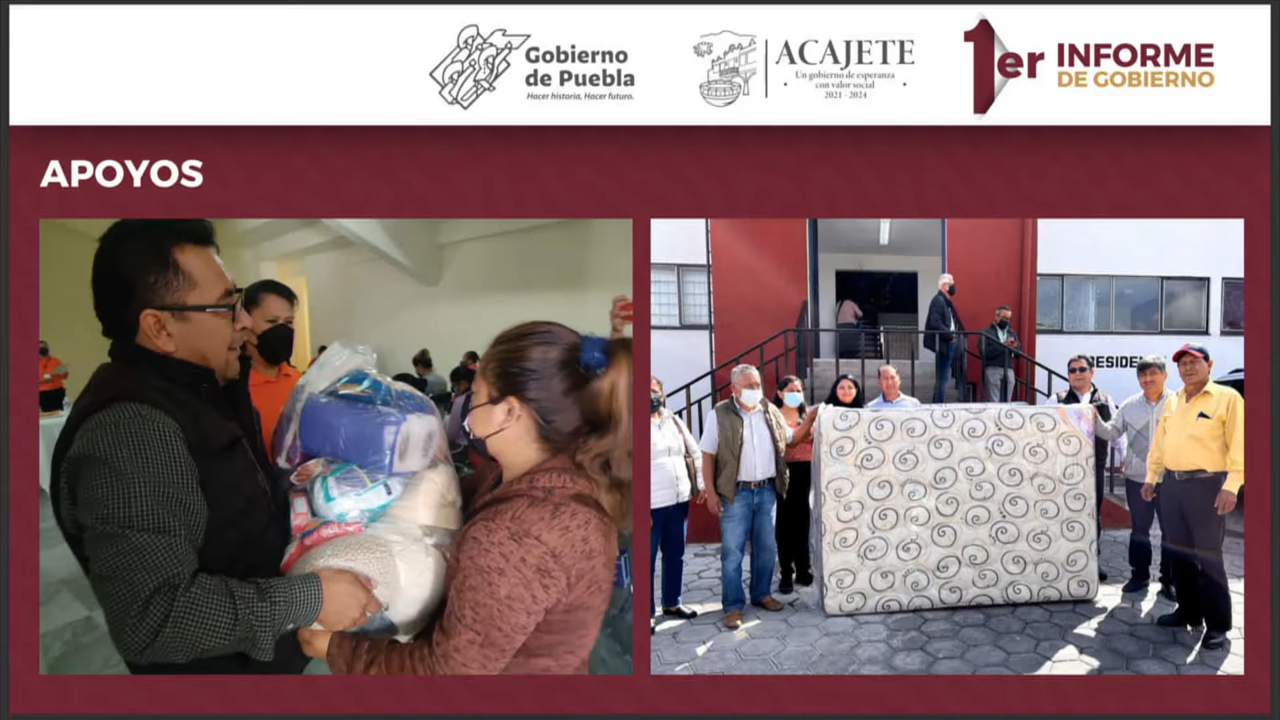 Gobierno
de Puebla
Hacer historia, Hacer futuro.
ACAJETE
Un gobierno de esperanza
con valor social
2021 - 2024
1er INFORME
DE GOBIERNO
APOYOS